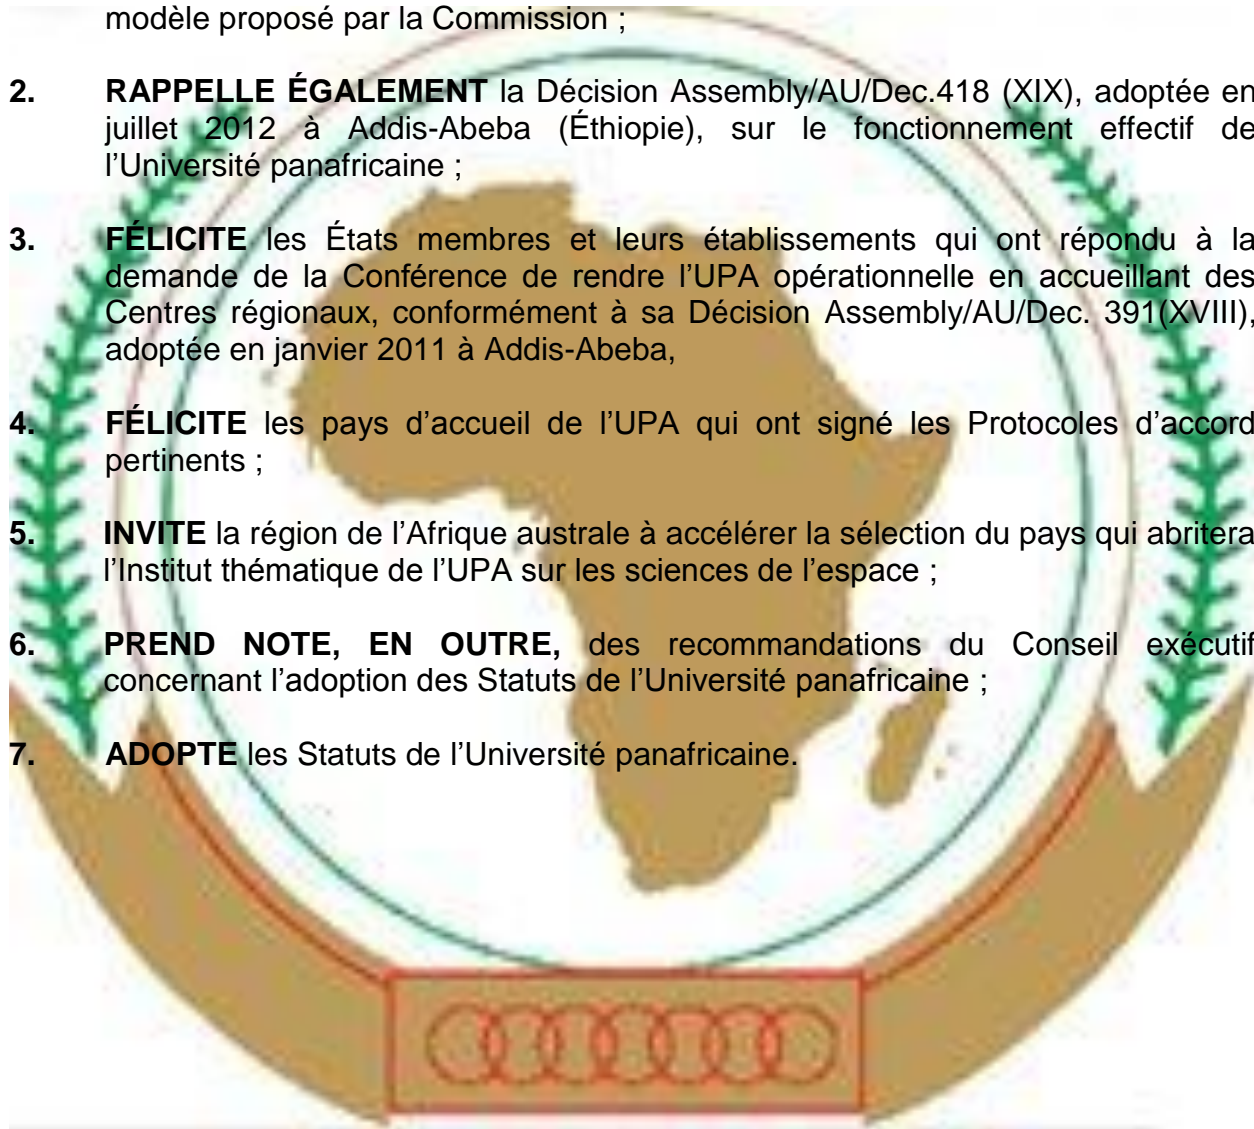 modèle proposé par la Commission ;
2. RAPPELLE ÉGALEMENT la Décision Assembly/AU/Dec.418 (XIX), adoptée en
juillet 2012 à Addis-Abeba (Éthiopie), sur le fonctionnement effectif de
l’Université panafricaine ;
3. FÉLICITE les États membres et leurs établissements qui ont répondu à la
demande de la Conférence de rendre l’UPA opérationnelle en accueillant des
Centres régionaux, conformément à sa Décision Assembly/AU/Dec. 391(XVIII),
adoptée en janvier 2011 à Addis-Abeba,
4. FÉLICITE les pays d’accueil de l’UPA qui ont signé les Protocoles d’accord
pertinents ;
5. INVITE la région de l’Afrique australe à accélérer la sélection du pays qui abritera
l’Institut thématique de l’UPA sur les sciences de l’espace ;
6. PREND NOTE, EN OUTRE, des recommandations du Conseil exécutif
concernant l’adoption des Statuts de l’Université panafricaine ;
7. ADOPTE les Statuts de l’Université panafricaine.